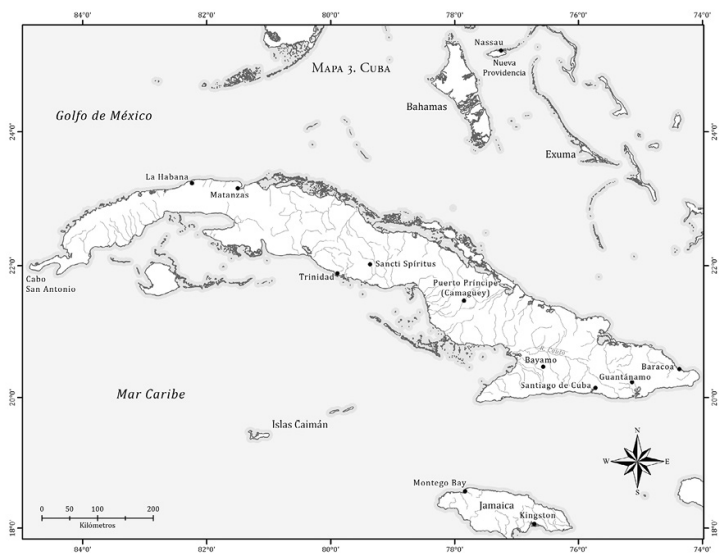 84°0'
82°0'
80°0'
78°0'
76°0'
74°0'
Mapa 3. Cuba
Nassau
Nueva
Providencia
Golfo de México
Bahamas
24°0'
24°0'
Exuma
La Habana
Matanzas
22°0'
22°0'
Cabo
San Antonio
Sancti Spíritus
Trinidad
Puerto Príncipe
(Camagüey)
Bayamo
Baracoa
Guantánamo
Santiago de Cuba
Mar Caribe
20°0'
20°0'
Islas Caimán
N
W
E
S
Montego Bay
Jamaica
Kingston
0
50
100
200
Kilómetros
18°0'
18°0'
84°0'
82°0'
80°0'
78°0'
76°0'
74°0'